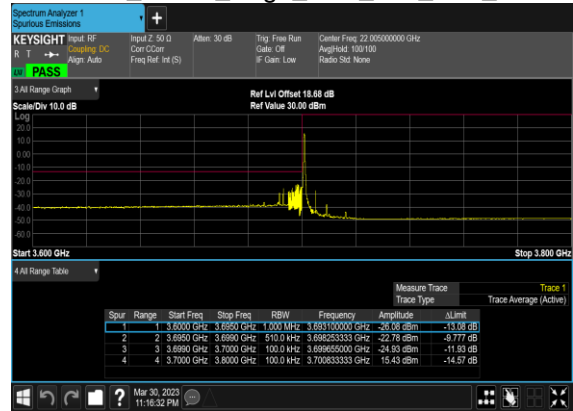 Spectrum Analyzer 1
Spurious Emissions
KEYSIGHT Input: RF Input Z: 50 Ω Atten: 30 dB Trig: Free Run Center Freq: 22.005000000 GHz
R T Coupling: DC Corr CCorr Gate: Off Avg|Hold: 100/100
Align: Auto Freq Ref: Int (S) IF Gain: Low Radio Std: None
LW PASS
3 All Range Graph
Ref Lvl Offset 18.68 dB
Scale/Div 10.0 dB Ref Value 30.00 dBm
Log
20.0
10.00
0.00
-10.0
-20.0
-30.0
-40.0
-50.0
-60.0
Start 3.600 GHz Stop 3.800 GHz
4 All Range Table
Measure Trace Trace 1
Trace Type Trace Average (Active)
Spur Range Start Freq Stop Freq RBW Frequency Amplitude ΔLimit
1 1 3.6000 GHz 3.6950 GHz 1.000 MHz 3.693100000 GHz -26.08 dBm -13.08 dB
2 2 3.6950 GHz 3.6990 GHz 510.0 kHz 3.698253333 GHz -22.78 dBm -9.777 dB
3 3 3.6990 GHz 3.7000 GHz 100.0 kHz 3.699655000 GHz -24.93 dBm -11.93 dB
4 4 3.7000 GHz 3.8000 GHz 100.0 kHz 3.700833333 GHz 15.43 dBm -14.57 dB
Mar 30, 2023
11:16:32 PM